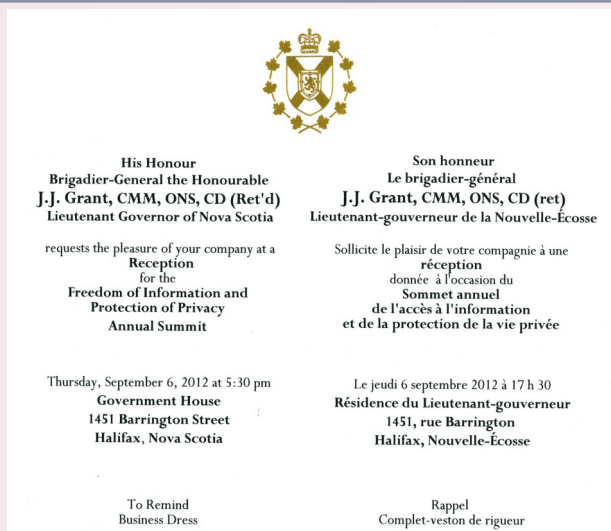 His Honour
Brigadier-General the Honourable
J.J. Grant, CMM, ONS, CD (Ret'd)
Lieutenant Governor of Nova Scotia
requests the pleasure of your company at a
Reception
for the
Freedom of Information and
Protection of Privacy
Annual Summit
Thursday, September 6, 2012 at 5:30 pm
Government House
1451 Barrington Street
Halifax, Nova Scotia
To Remind
Business Dress
Son honneur
Le brigadier-général
J.J. Grant, CMM, ONS, CD (ret)
Lieutenant-gouverneur de la Nouvelle-Écosse
Sollicite le plaisir de votre compagnie à une
réception
donnée à l'occasion du
Sommet annuel
de l'accès à l'information
et de la protection de la vie privée
Le jeudi 6 septembre 2012 à 17 h 30
Résidence du Lieutenant-gouverneur
1451, rue Barrington
Halifax, Nouvelle-Écosse
Rappel
Complet-veston de rigueur